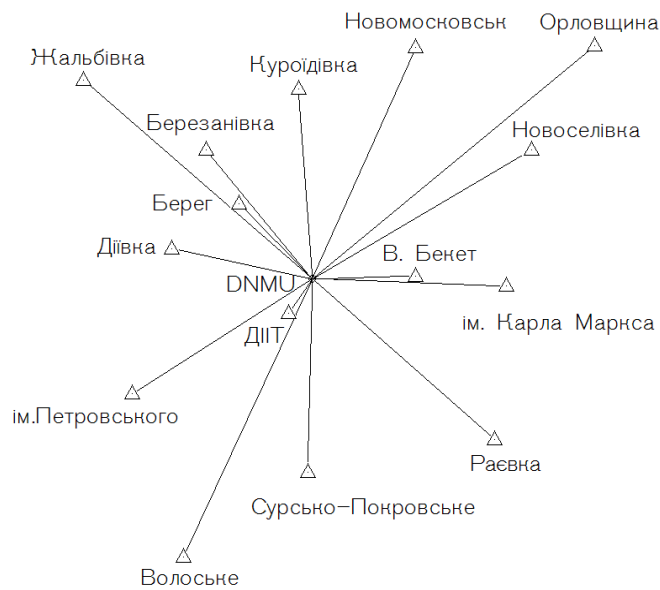 Новомосковськ
Орловщина
Жальбівка
Куроїдівка
Березанівка
Новоселівка
Берег
Діївка
В. Бекет
DNMU
ім. Карла Маркса
ДІІТ
ім.Петровського
Раєвка
Сурсько-Покровське
Волоське